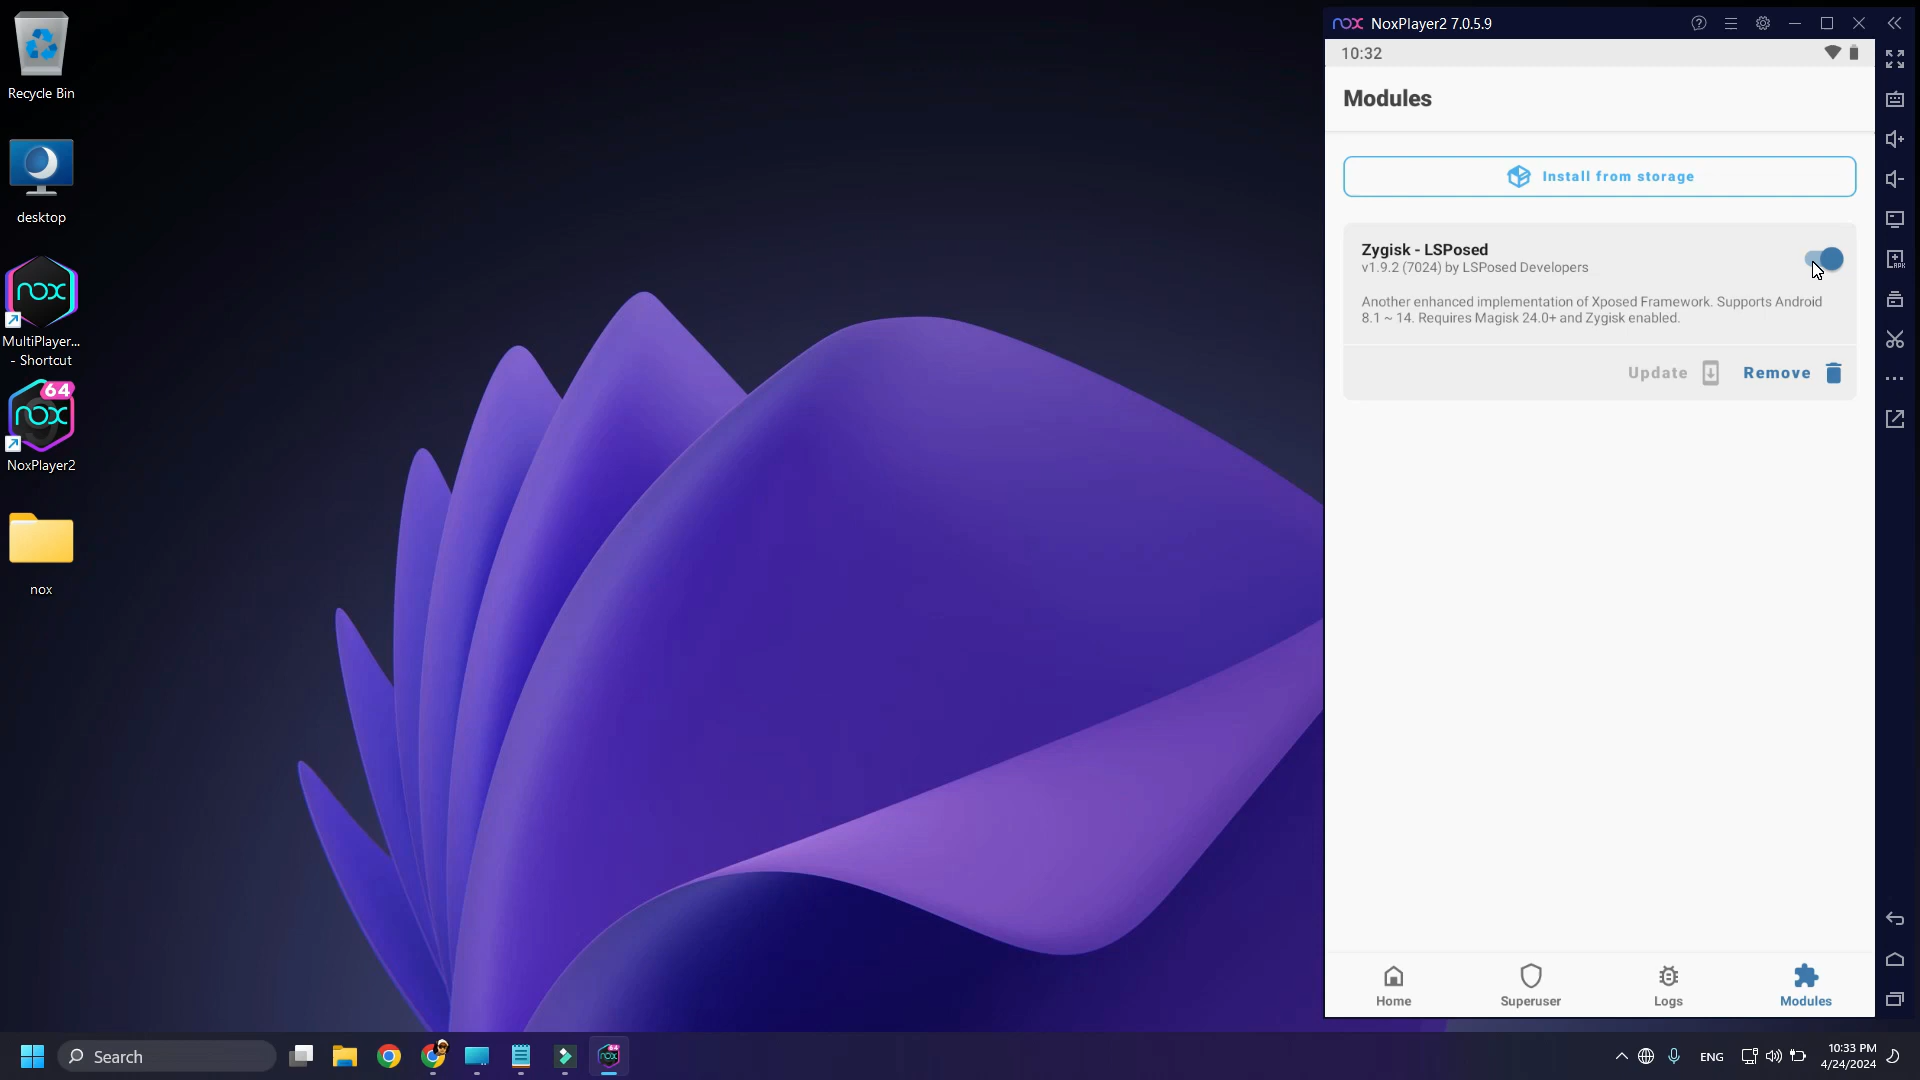 Recycle Bin
desktop
nox
MultiPlayer...
- Shortcut
64
nox
NoxPlayer2
nox
nox NoxPlayer2 7.0.5.9
10:32
Modules
Install from storage
Zygisk - LSPosed
v1.9.2 (7024) by LSPosed Developers
Another enhanced implementation of Xposed Framework. Supports Android
8.1 ~ 14. Requires Magisk 24.0+ and Zygisk enabled.
Update Remove
Home Superuser Logs Modules
Search
ENG
10:33 PM
4/24/2024